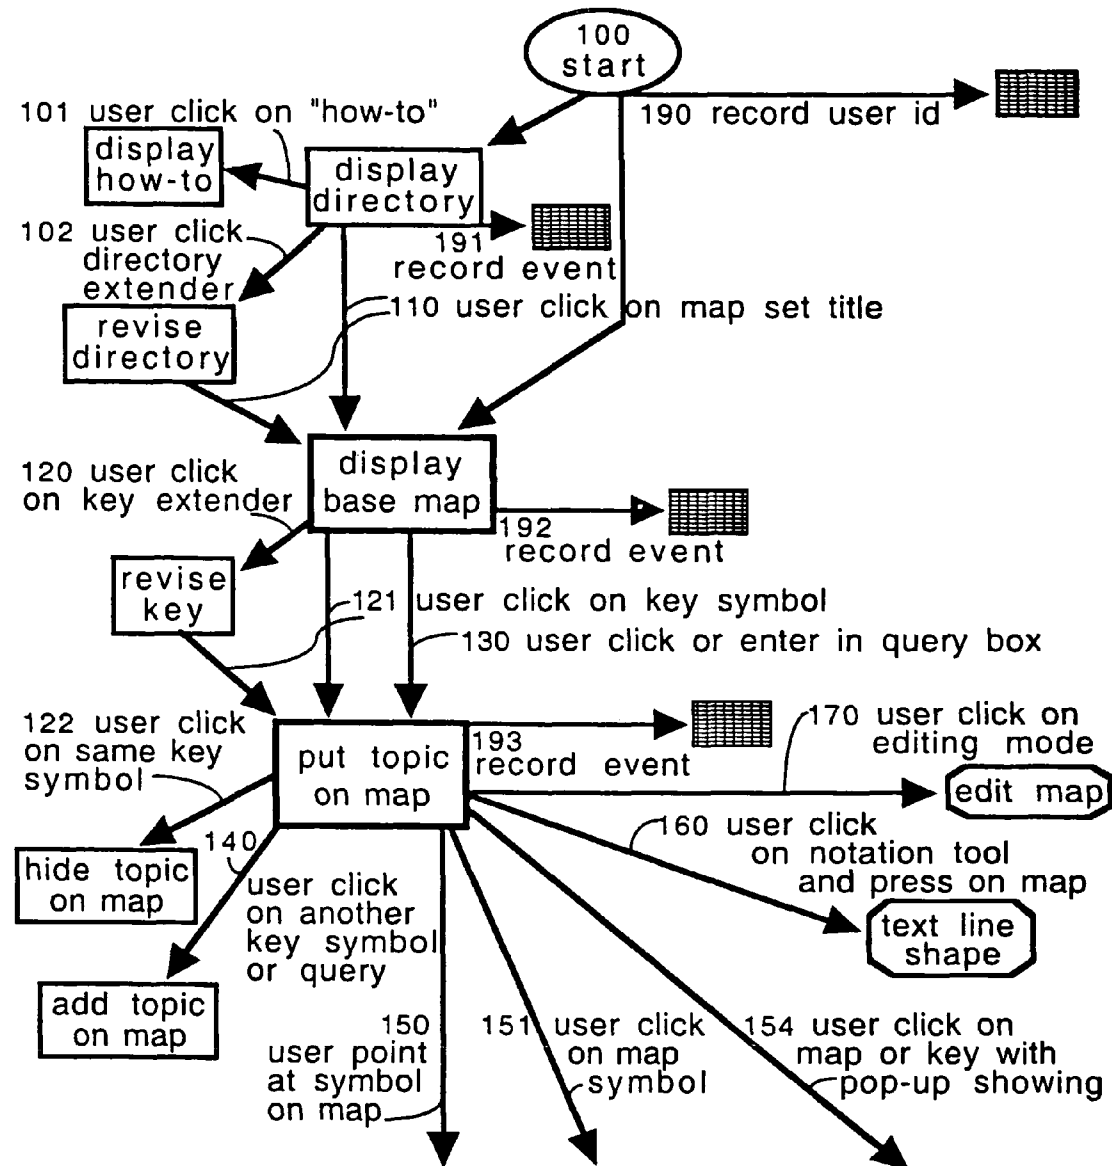 100
start
190 record user id
101 user click on "how-to"
display
how-to
display
directory
102 user click
directory
extender
191
record event
110 user click on map set title
revise
directory
display
base map
120 user click
on key extender
192
record event
revise
key
121 user click on key symbol
130 user click or enter in query box
122 user click
on same key
symbol
put topic
on map
193
record event
170 user click on
editing mode
edit map
160 user click
on notation tool
and press on map
text line
shape
hide topic
on map
140
user click
on another
key symbol
or query
add topic
on map
150
user point
at symbol
on map
151 user click
on map
symbol
154 user click on
map or key with
pop-up showing